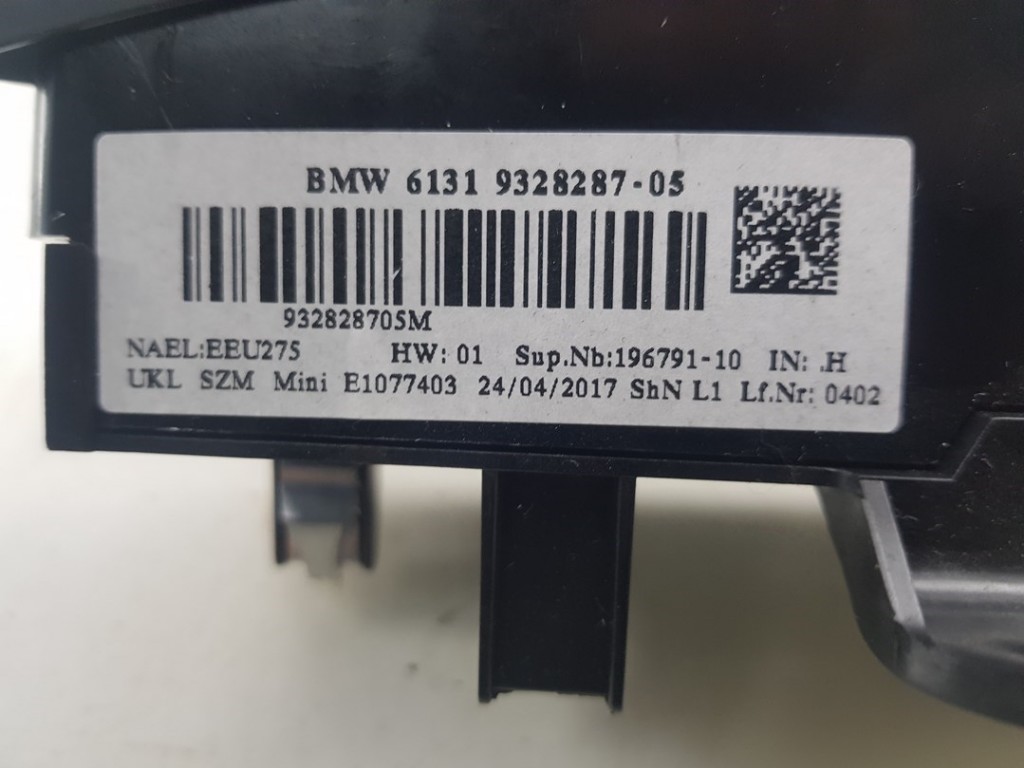 BMW 6131 9328287-05
932828705M
NAEL:EEU275 HW: 01 Sup.Nb:196791-10 IN: .H
UKL SZM Mini E1077403 24/04/2017 ShN L1 Lf.Nr: 0402